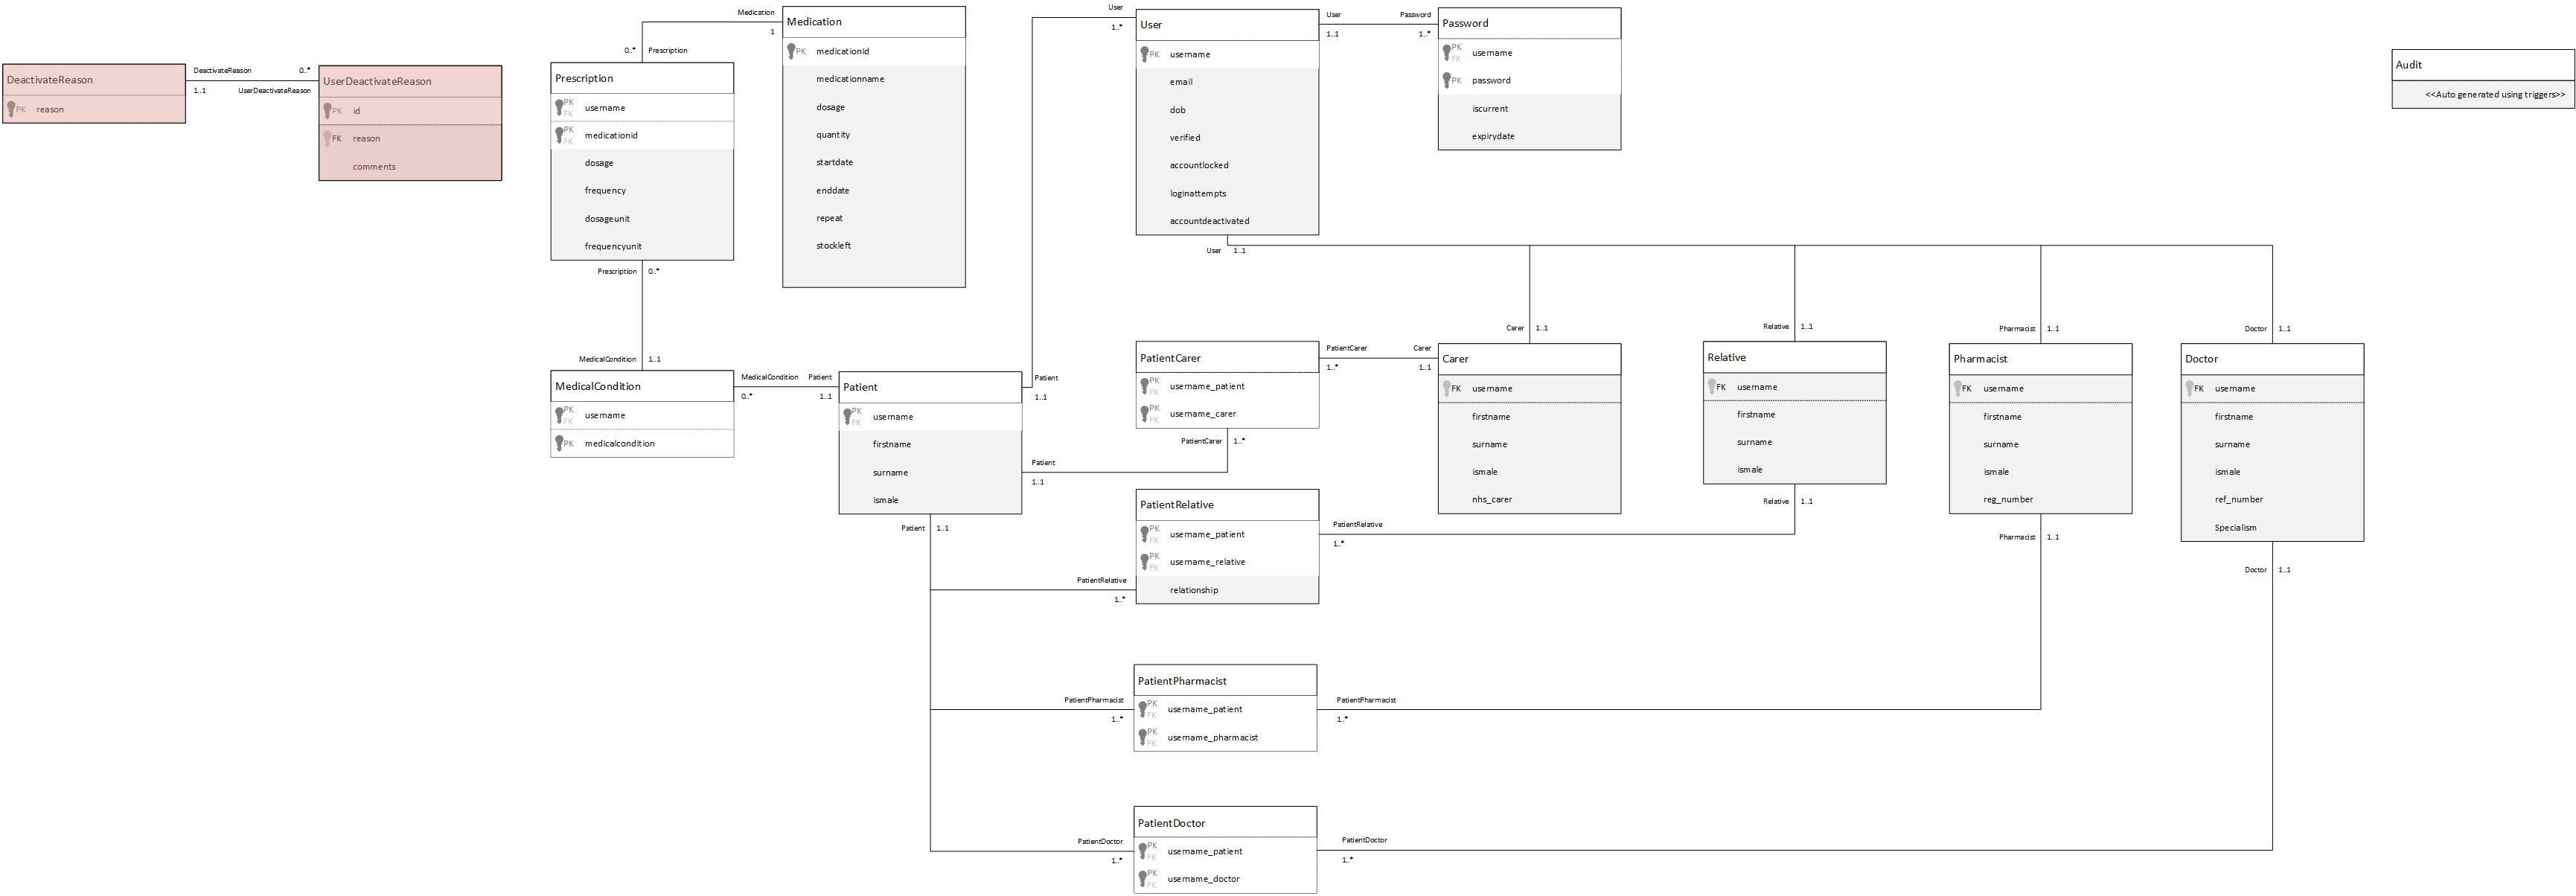 DeactivateReason
PK reason
DeactivateReason 0..*
1..1 UserDeactivateReason
UserDeactivateReason
PK id
FK reason
comments
Medication
1
0..* Prescription
Prescription
PK FK username
PK FK medicationid
dosage
frequency
dosageunit
frequencyunit
Prescription 0..*
MedicalCondition 1..1
Medication
PK medicationId
medicationname
dosage
quantity
startdate
enddate
repeat
stockleft
MedicalCondition
PK FK username
PK medicalcondition
MedicalCondition Patient
0..* 1..1
Patient
PK FK username
firstname
surname
ismale
User
1..*
Patient
1..1
User
PK username
email
dob
verified
accountlocked
loginattempts
accountdeactivated
User 1..1
User Password
1..1 1..*
Password
PK FK username
PK password
iscurrent
expirydate
Audit
<<Auto generated using triggers>>
Carer 1..1
Relative 1..1
Pharmacist 1..1
Doctor 1..1
PatientCarer
PK FK username_patient
PK FK username_carer
PatientCarer Carer
1..* 1..1
PatientCarer 1..*
Patient
1..1
Carer
FK username
firstname
surname
ismale
nhs_carer
Relative
FK username
firstname
surname
ismale
Relative 1..1
Pharmacist
FK username
firstname
surname
ismale
reg_number
Pharmacist 1..1
Doctor
FK username
firstname
surname
ismale
ref_number
Specialism
Doctor 1..1
Patient 1..1
PatientRelative
1..*
PatientRelative
PK FK username_patient
PK FK username_relative
relationship
PatientRelative
1..*
PatientPharmacist
1..*
PatientPharmacist
PK FK username_patient
PK FK username_pharmacist
PatientPharmacist
1..*
PatientDoctor
1..*
PatientDoctor
PK FK username_patient
PK FK username_doctor
PatientDoctor
1..*